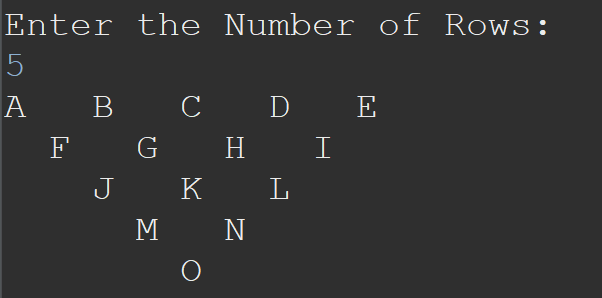 Enter the Number of Rows:
5
A   B   C   D   E
  F   G   H   I
    J   K   L
      M   N
        O